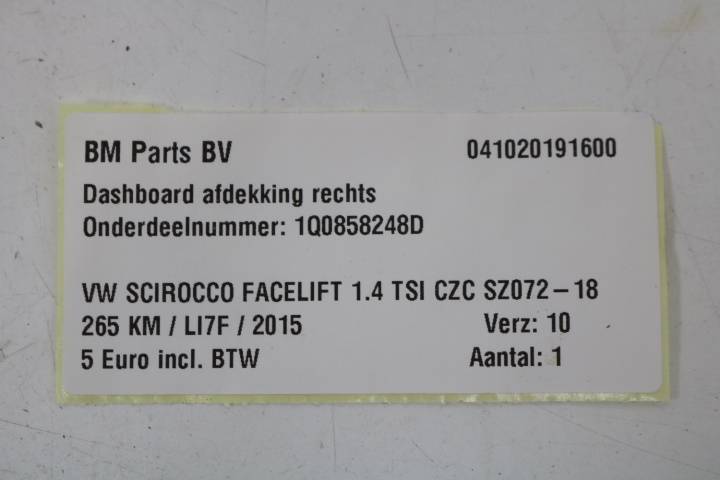 BM Parts BV 041020191600
Dashboard afdekking rechts
Onderdeelnummer: 1Q0858248D
VW SCIROCCO FACELIFT 1.4 TSI CZC SZ072-18
265 KM / LI7F / 2015 Verz: 10
5 Euro incl. BTW Aantal: 1